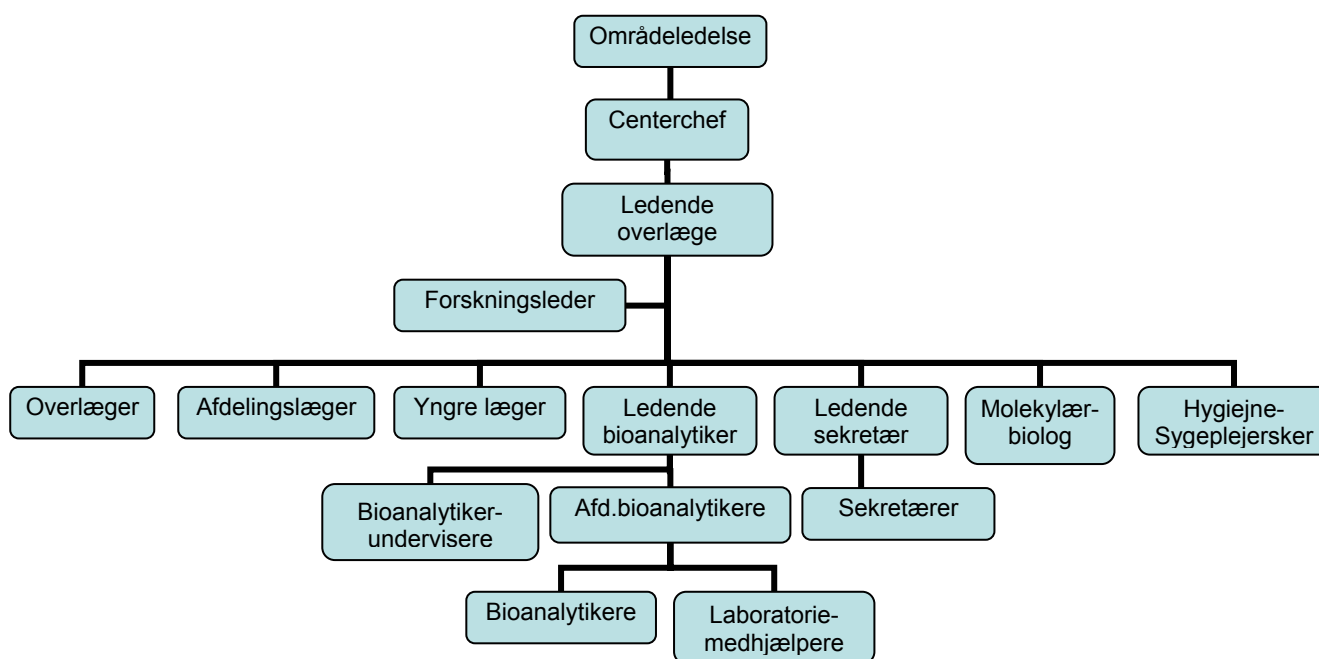 Områdeledelse
Centerchef
Ledende
overlæge
Forskningsleder
Overlæger
Afdelingslæger
Yngre læger
Ledende
bioanalytiker
Ledende
sekretær
Molekylær-
biolog
Hygiejne-
Sygeplejersker
Bioanalytiker-
undervisere
Afd.bioanalytikere
Sekretærer
Bioanalytikere
Laboratorie-
medhjælpere